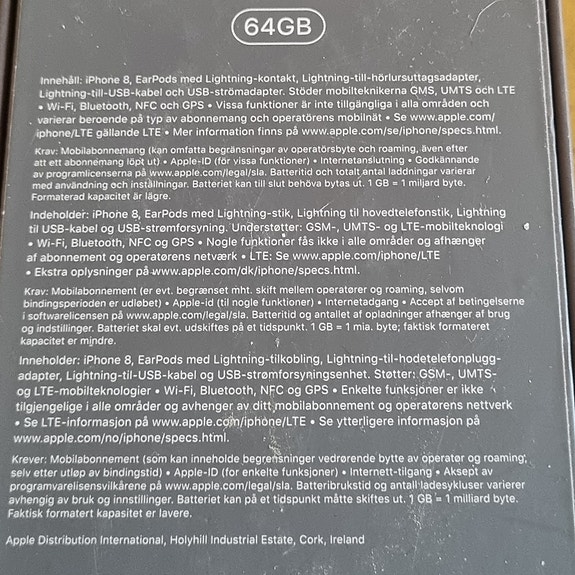 64GB
Innehåll: iPhone 8, EarPods med Lightning-kontakt, Lightning-till-hörlursuttagsadapter,
Lightning-till-USB-kabel och USB-strömadapter. Stöder mobilteknikerna GMS, UMTS och LTE
• Wi-Fi, Bluetooth, NFC och GPS • Vissa funktioner är inte tillgängliga i alla områden och
varierar beroende på typ av abonnemang och operatörens mobilnät • Se www.com/
iphone/LTE gällande LTE • Mer information finns på www.apple.com/se/iphone/specs.html.
Krav: Mobilabonnemang (kan omfatta begränsningar av operatörsbyte och roaming, även efter
att ett abonnemang löpt ut) • Apple-ID (för vissa funktioner) • Internetanslutning • Godkännande
av programlicenserna på www.apple.com/legal/sla. Batteritid och totalt antal laddningar varierar
med användning och inställningar. Batteriet kan till slut behöva bytas ut. 1 GB = 1 miljard byte.
Formaterad kapacitet är lägre.
Indeholder: iPhone 8, EarPods med Lightning-stik, Lightning til hovedtelefonstik, Lightning
til USB-kabel og USB-strømforsyning. Understøtter: GSM-, UMTS- og LTE-mobilteknologi
• Wi-Fi, Bluetooth, NFC og GPS • Nogle funktioner fås ikke i alle områder og afhænger
af abonnement og operatørens netværk • LTE: Se www.apple.com/iphone/LTE
• Ekstra oplysninger på www.apple.com/dk/iphone/specs.html.
Krav: Mobilabonnement (er evt. begrænset mht. skift mellem operatører og roaming, selvom
bindingsperioden er udløbet) • Apple-id (til nogle funktioner) • Internetadgang • Accept af betingelserne
i softwarelicensen på www.apple.com/legal/sla. Batteritid og antallet af opladninger afhænger af brug
og indstillinger. Batteriet skal evt. udskiftes på et tidspunkt. 1 GB = 1 mia. byte; faktisk formateret
kapacitet er mindre.
Inneholder: iPhone 8, EarPods med Lightning-tilkobling, Lightning-til-hodetelefonplugg-
adapter, Lightning-til-USB-kabel og USB-strømforsyningsenhet. Støtter: GSM-, UMTS-
og LTE-mobilteknologier • Wi-Fi, Bluetooth, NFC og GPS • Enkelte funksjoner er ikke
tilgjengelige i alle områder og avhenger av ditt mobilabonnement og operatørens nettverk
• Se LTE-informasjon på www.apple.com/iphone/LTE • Se ytterligere informasjon på
www.apple.com/no/iphone/specs.html.
Krever: Mobilabonnement (som kan inneholde begrensninger vedrørende bytte av operatør og roaming,
selv etter utløp av bindingstid) • Apple-ID (for enkelte funksjoner) • Internett-tilgang • Aksept av
programvarelisensvilkårene på www.apple.com/legal/sla. Batteribrukstid og antall ladesykluser varierer
avhengig av bruk og innstillinger. Batteriet kan på et tidspunkt måtte skiftes ut. 1 GB = 1 milliard byte.
Faktisk formatert kapasitet er lavere.
Apple Distribution International, Holyhill Industrial Estate, Cork, Ireland